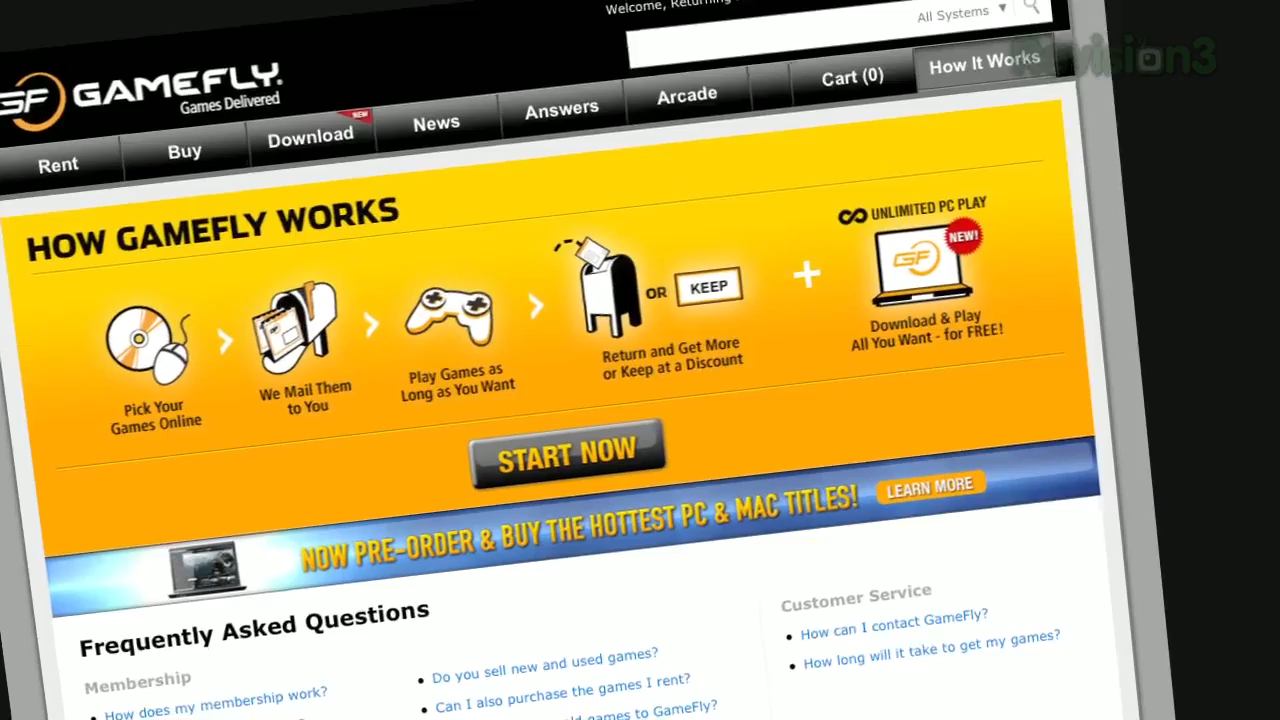 Welcome, Returning
All Systems
GF GAMEFLY.
Games Delivered
Revision3
Rent
Buy
Download
NEW
News
Answers
Arcade
Cart (0)
How It Works
HOW GAMEFLY WORKS
Pick Your
Games Online
We Mail Them
to You
Play Games as
Long as You Want
OR
KEEP
Return and Get More
or Keep at a Discount
+
UNLIMITED PC PLAY
NEW!
GF
Download & Play
All You Want - for FREE!
START NOW
NOW PRE-ORDER & BUY THE HOTTEST PC & MAC TITLES!
LEARN MORE
Frequently Asked Questions
Membership
• How does my membership work?
• Do you sell new and used games?
• Can I also purchase the games I rent?
games to GameFly?
Customer Service
• How can I contact GameFly?
• How long will it take to get my games?